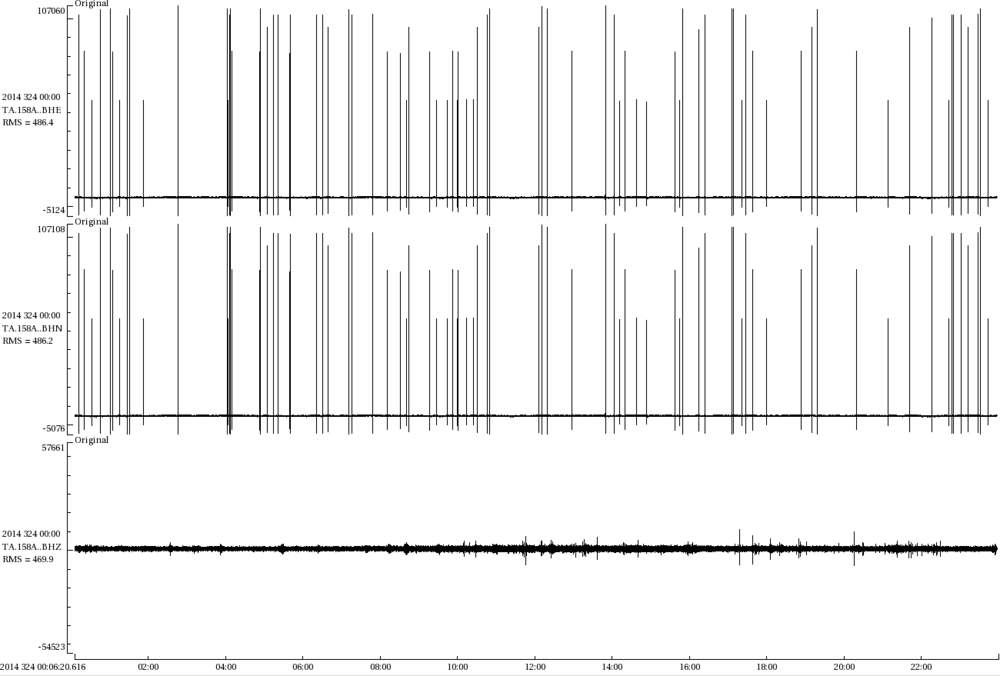 Original
107060
2014 324 00:00
TA.158A..BHE
RMS = 486.4
-5124
Original
107108
2014 324 00:00
TA.158A..BHN
RMS = 486.2
-5076
Original
57661
2014 324 00:00
TA.158A..BHZ
RMS = 469.9
-54523
2014 324 00:06:20.616 02:00 04:00 06:00 08:00 10:00 12:00 14:00 16:00 18:00 20:00 22:00